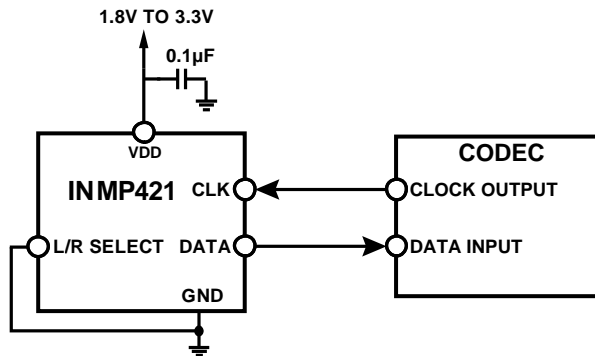 1.8V TO 3.3V
0.1µF
VDD
CODEC
INMP421
CLK
CLOCK OUTPUT
L/R SELECT
DATA
DATA INPUT
GND